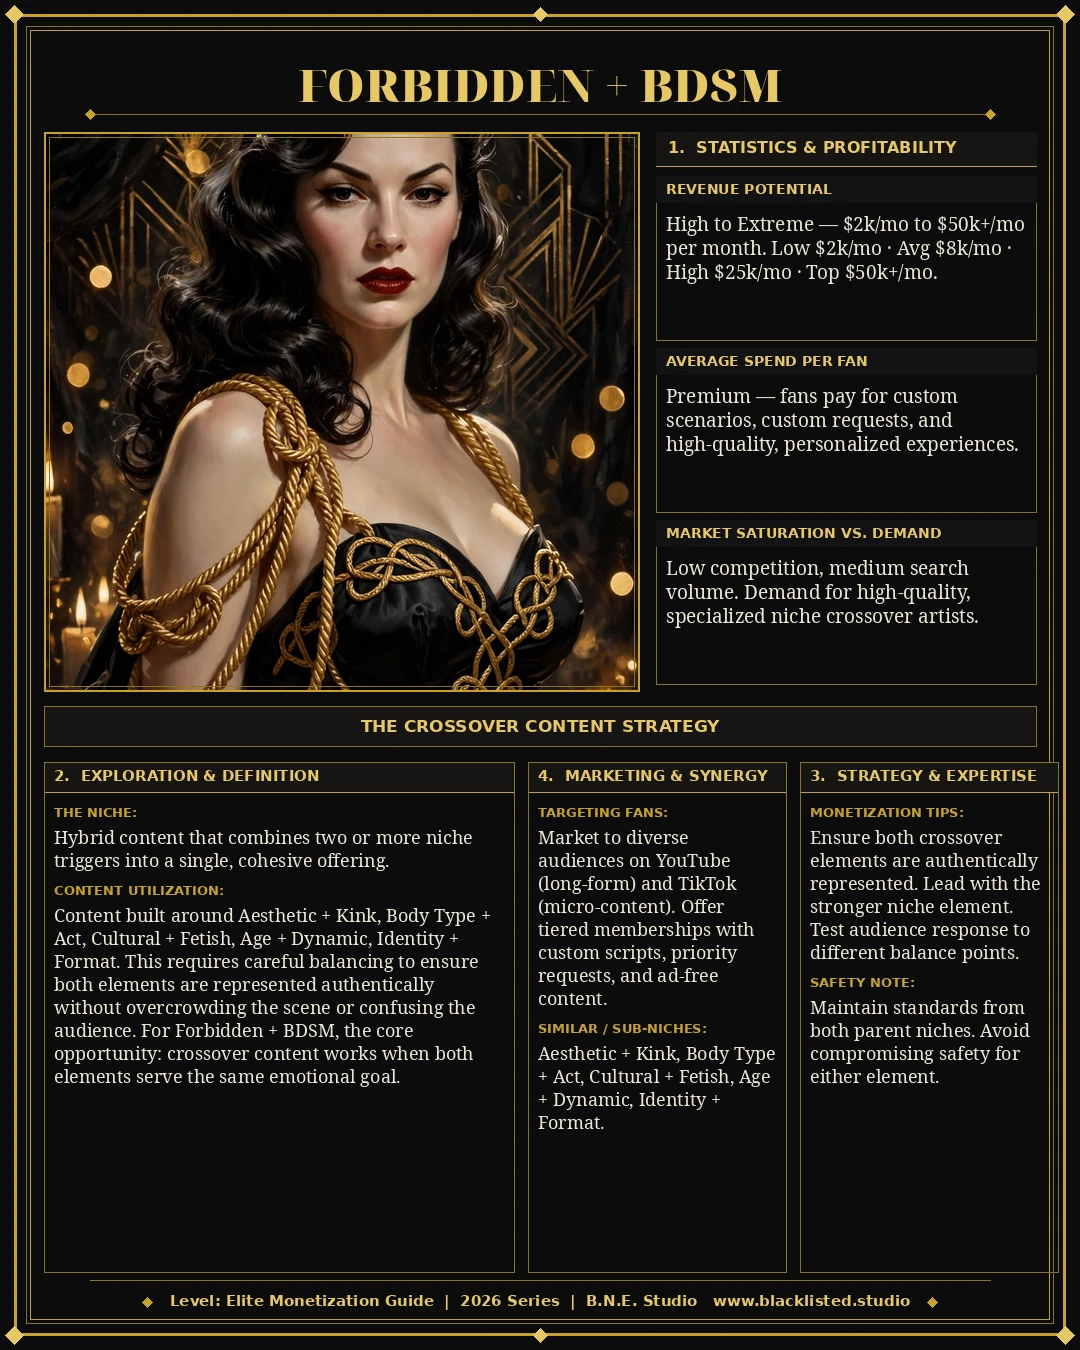 FORBIDDEN + BDSM
1. STATISTICS & PROFITABILITY
REVENUE POTENTIAL
High to Extreme — $2k/mo to $50k+/mo
per month. Low $2k/mo · Avg $8k/mo ·
High $25k/mo · Top $50k+/mo.
AVERAGE SPEND PER FAN
Premium — fans pay for custom
scenarios, custom requests, and
high-quality, personalized experiences.
MARKET SATURATION VS. DEMAND
Low competition, medium search
volume. Demand for high-quality,
specialized niche crossover artists.
THE CROSSOVER CONTENT STRATEGY
2. EXPLORATION & DEFINITION
THE NICHE:
Hybrid content that combines two or more niche
triggers into a single, cohesive offering.
CONTENT UTILIZATION:
Content built around Aesthetic + Kink, Body Type +
Act, Cultural + Fetish, Age + Dynamic, Identity +
Format. This requires careful balancing to ensure
both elements are represented authentically
without overcrowding the scene or confusing the
audience. For Forbidden + BDSM, the core
opportunity: crossover content works when both
elements serve the same emotional goal.
4. MARKETING & SYNERGY
TARGETING FANS:
Market to diverse
audiences on YouTube
(long-form) and TikTok
(micro-content). Offer
tiered memberships with
custom scripts, priority
requests, and ad-free
content.
SIMILAR / SUB-NICHES:
Aesthetic + Kink, Body Type
+ Act, Cultural + Fetish, Age
+ Dynamic, Identity +
Format.
3. STRATEGY & EXPERTISE
MONETIZATION TIPS:
Ensure both crossover
elements are authentically
represented. Lead with the
stronger niche element.
Test audience response to
different balance points.
SAFETY NOTE:
Maintain standards from
both parent niches. Avoid
compromising safety for
either element.
Level: Elite Monetization Guide | 2026 Series | B.N.E. Studio www.blacklisted.studio